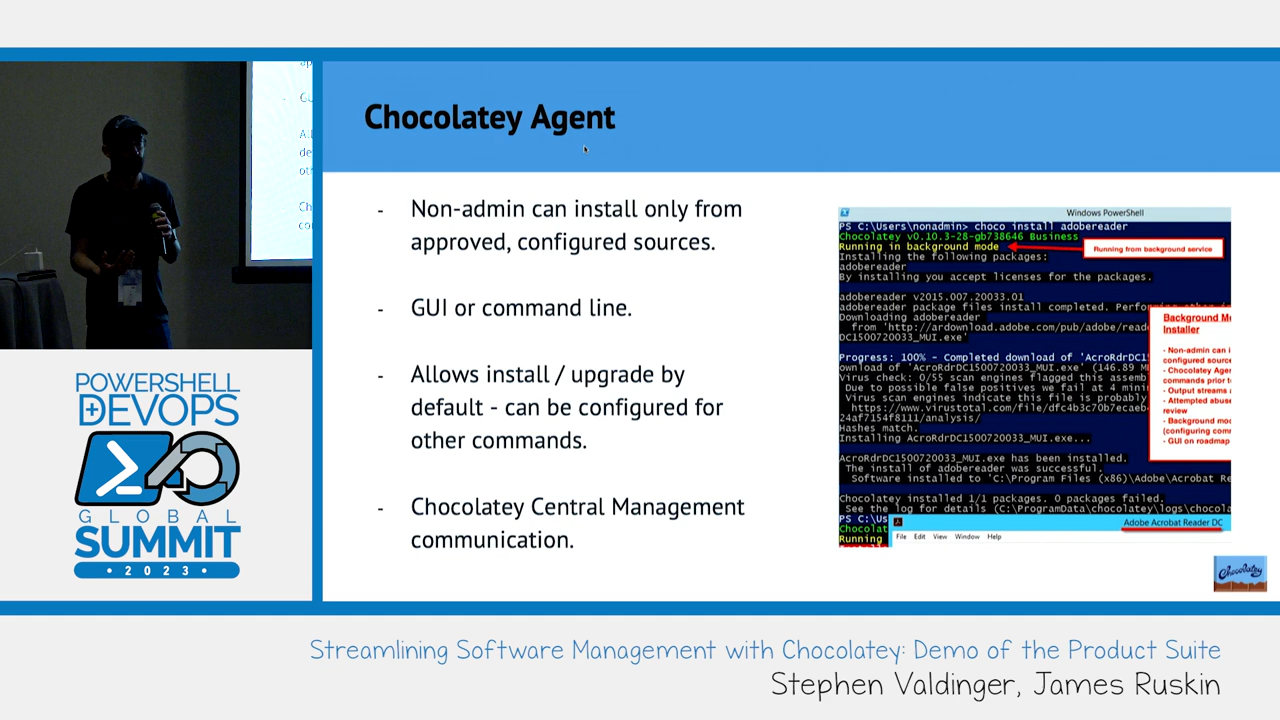 Chocolatey Agent
- Non-admin can install only from
approved, configured sources.
- GUI or command line.
- Allows install / upgrade by
default - can be configured for
other commands.
- Chocolatey Central Management
communication.
Windows PowerShell
PS C:\Users\nonadmin> choco install adobereader
Chocolatey v0.10.3-28-gb738646 Business
Running in background mode
Running from background service
Installing the following packages:
adobereader
By installing you accept licenses for the packages.
adobereader v2015.007.20033.01
adobereader package files install completed. Performing other in
Downloading adobereader
from 'http://ardownload.adobe.com/pub/adobe/reade
DC1500720033_MUI.exe'
Progress: 100% - Completed download of 'AcroRdrDC1
ownload of 'AcroRdrDC1500720033_MUI.exe' (146.89 M
Virus check: 0/55 scan engines flagged this assemb
Due to possible false positives we fail at 4 mini
Virus scan engines indicate this file is probably
https://www.virustotal.com/file/dfc4b3c70b7ecaeb
24af7154f8111/analysis/
Hashes match.
Installing AcroRdrDC1500720033_MUI.exe...
AcroRdrDC1500720033_MUI.exe has been installed.
The install of adobereader was successful.
Software installed to 'C:\Program Files (x86)\Adobe\Acrobat Re
Chocolatey installed 1/1 packages. 0 packages failed.
See the log for details (C:\ProgramData\chocolatey\logs\chocola
PS C:\Us
Chocolat
Running
Background Mo
Installer
- Non-admin can i
configured source
- Chocolatey Agen
commands prior t
- Output streams a
- Attempted abuse
review
- Background mo
(configuring com
- GUI on roadmap
Adobe Acrobat Reader DC
File Edit View Window Help
Chocolatey
POWERSHELL
+DEVOPS
GLOBAL
SUMMIT
• 2023 •
Streamlining Software Management with Chocolatey: Demo of the Product Suite
Stephen Valdinger, James Ruskin